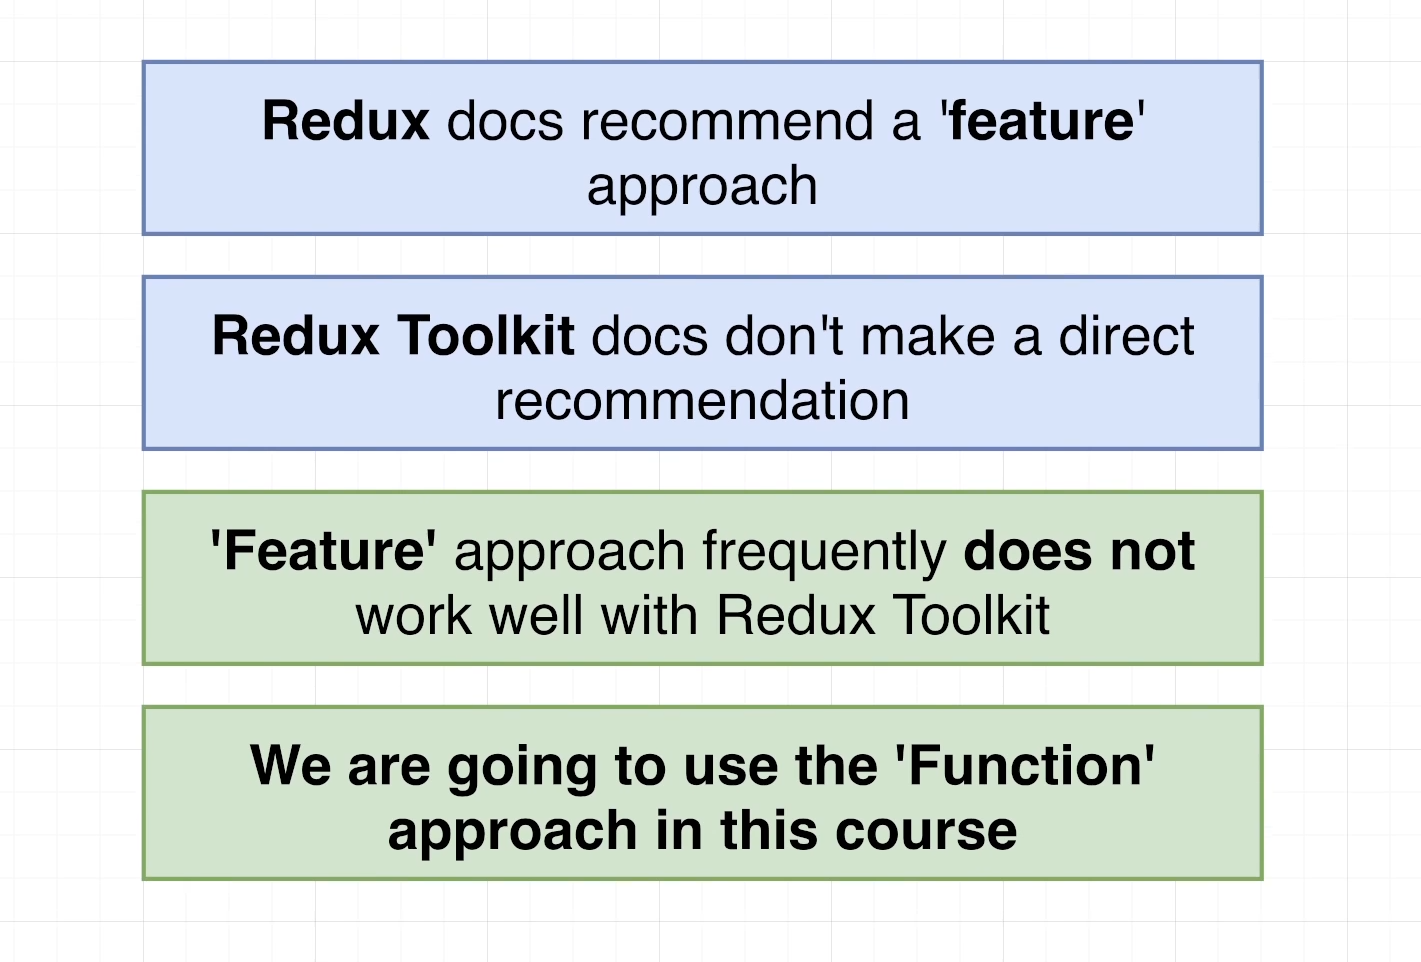 Redux docs recommend a 'feature'
approach
Redux Toolkit docs don't make a direct
recommendation
'Feature' approach frequently does not
work well with Redux Toolkit
We are going to use the 'Function'
approach in this course